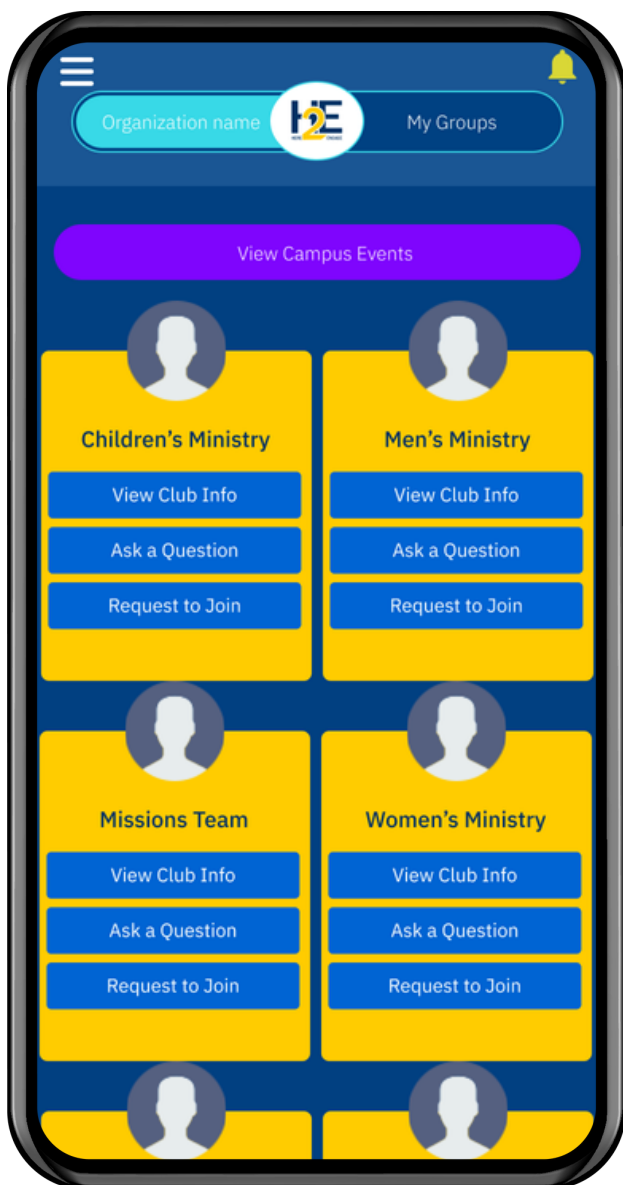 Organization name
H2E
My Groups
View Campus Events
Children's Ministry
View Club Info
Ask a Question
Request to Join
Men's Ministry
View Club Info
Ask a Question
Request to Join
Missions Team
View Club Info
Ask a Question
Request to Join
Women's Ministry
View Club Info
Ask a Question
Request to Join